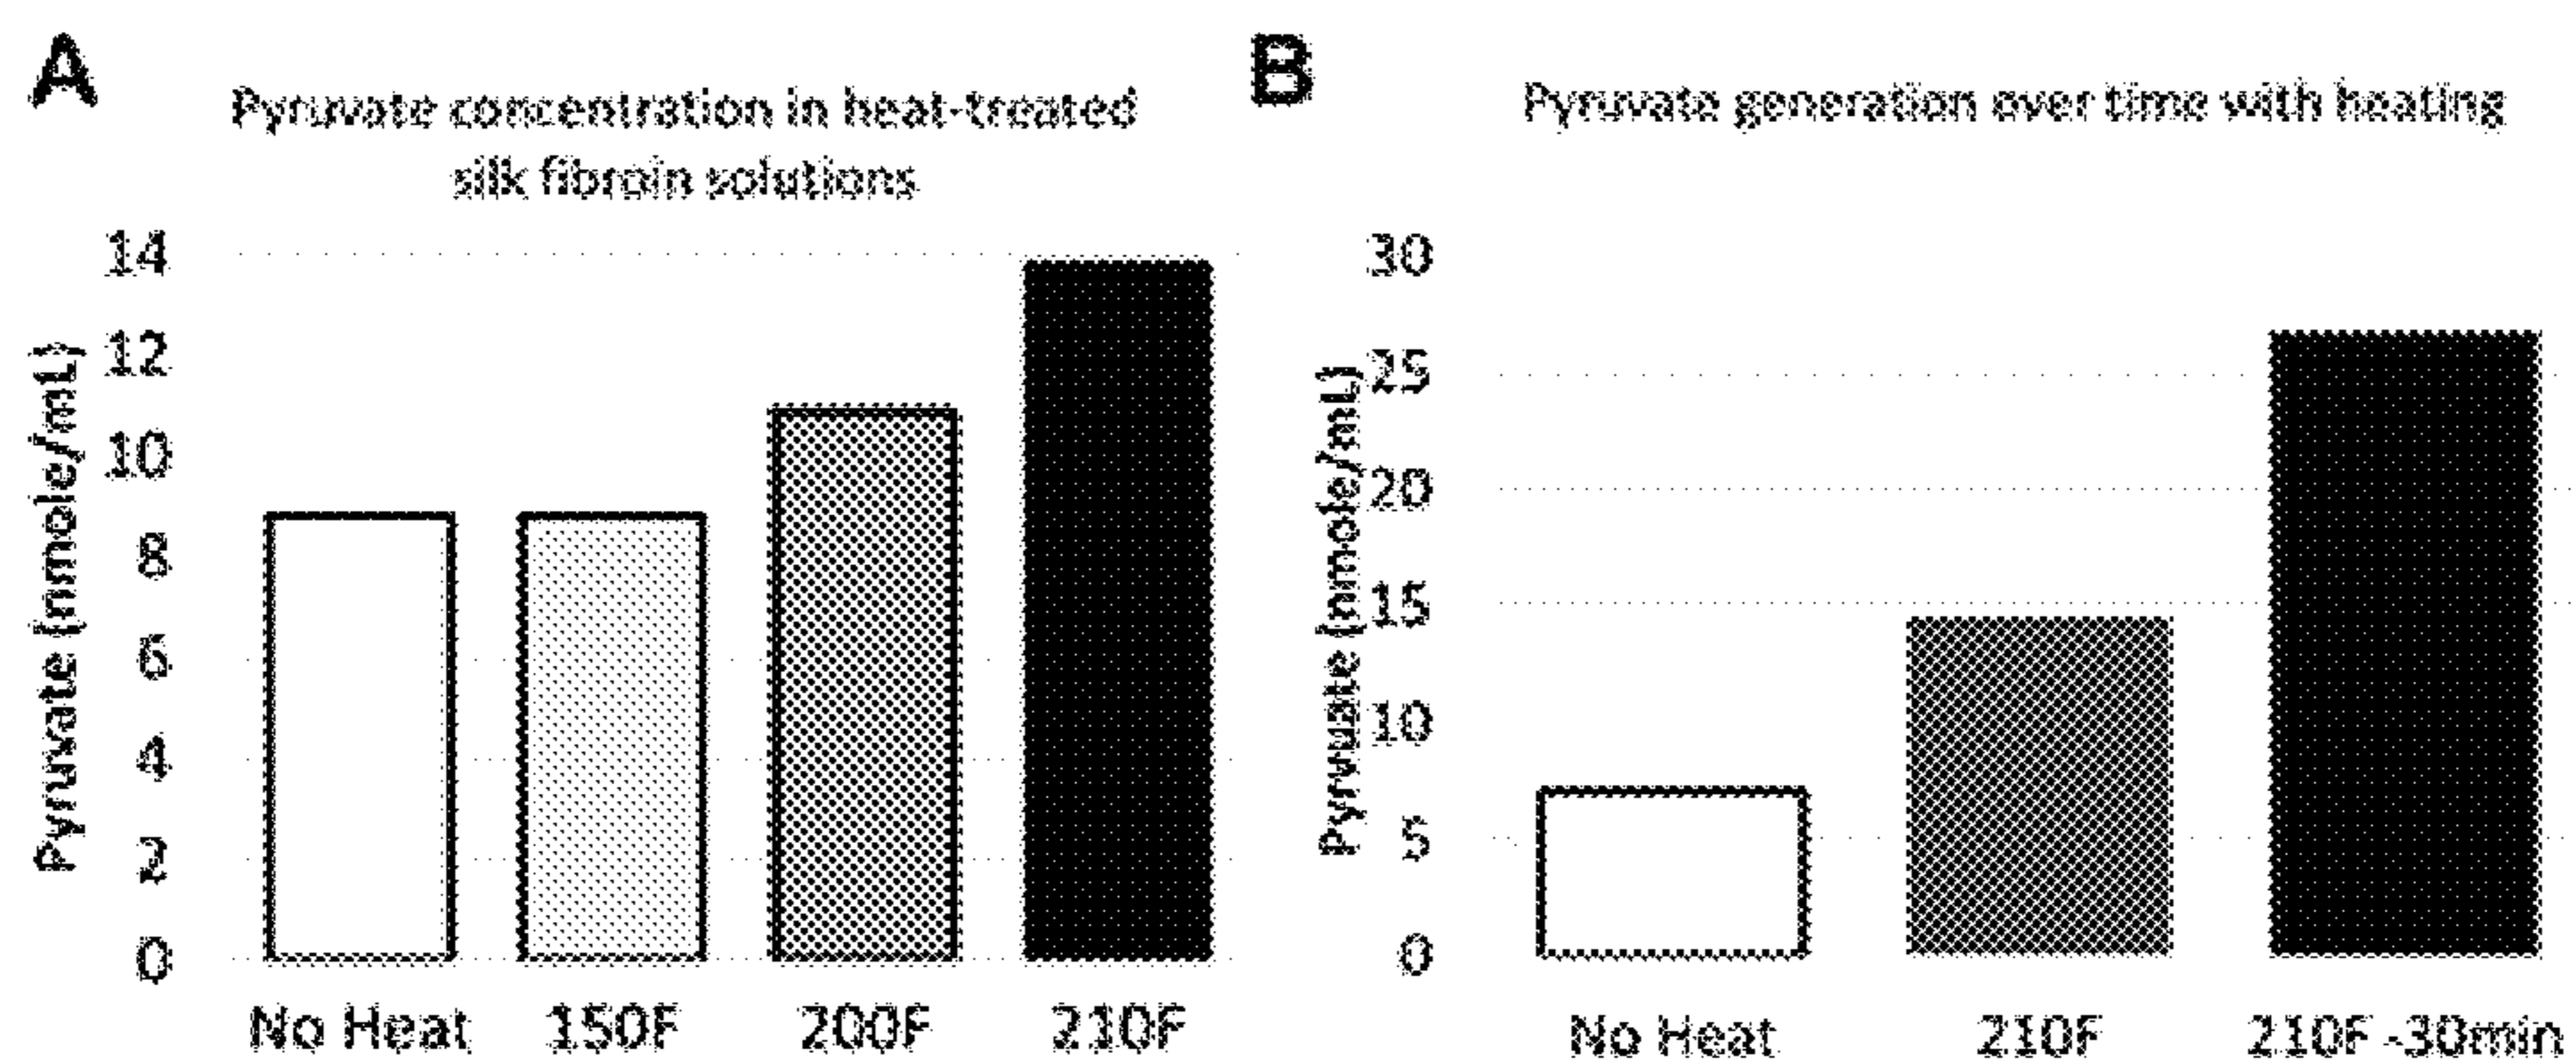 A
Pyruvate concentration in heat-treated
silk fibroin solutions
Pyruvate (nmole/mL)
14
12
10
8
6
4
2
0
No Heat 150F 200F 210F
B
Pyruvate generation over time with heating
Pyruvate (nmole/mL)
30
25
20
15
10
5
0
No Heat 210F 210F -30min